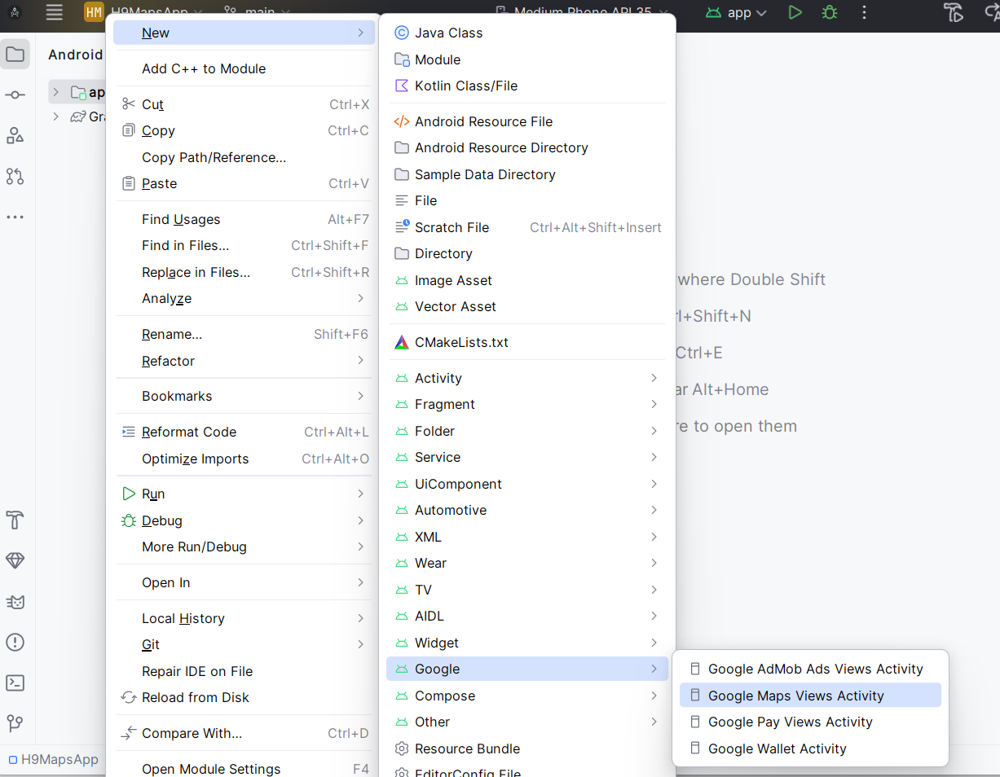 HM H9MapsApp main Medium Phone API 35 app
Android
New
Add C++ to Module
Cut Ctrl+X
Copy Ctrl+C
Copy Path/Reference...
Paste Ctrl+V
Find Usages Alt+F7
Find in Files... Ctrl+Shift+F
Replace in Files... Ctrl+Shift+R
Analyze
Rename... Shift+F6
Refactor
Bookmarks
Reformat Code Ctrl+Alt+L
Optimize Imports Ctrl+Alt+O
Run
Debug
More Run/Debug
Open In
Local History
Git
Repair IDE on File
Reload from Disk
Compare With... Ctrl+D
Open Module Settings F4
Java Class
Module
Kotlin Class/File
Android Resource File
Android Resource Directory
Sample Data Directory
File
Scratch File Ctrl+Alt+Shift+Insert
Directory
Image Asset
Vector Asset
CMakeLists.txt
Activity
Fragment
Folder
Service
UiComponent
Automotive
XML
Wear
TV
AIDL
Widget
Google
Compose
Other
Resource Bundle
EditorConfig File
Google AdMob Ads Views Activity
Google Maps Views Activity
Google Pay Views Activity
Google Wallet Activity
where Double Shift
+Shift+N
Ctrl+E
Alt+Home
to open them
H9MapsApp